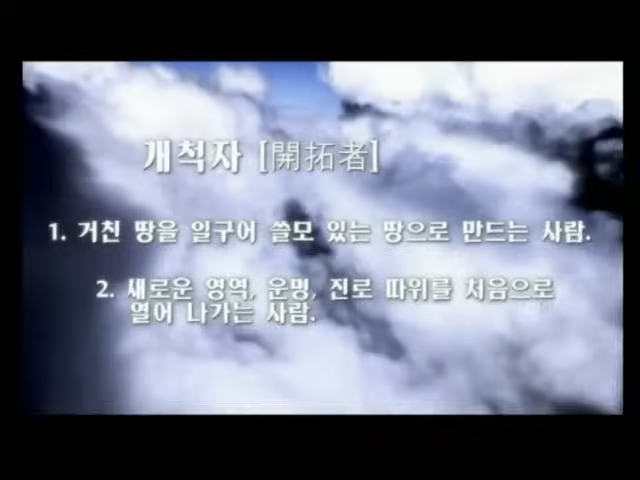 개척자 [開拓者]
1. 거친 땅을 일구어 쓸모 있는 땅으로 만드는 사람.
2. 새로운 영역, 운명, 진로 따위를 처음으로
열어 나가는 사람.